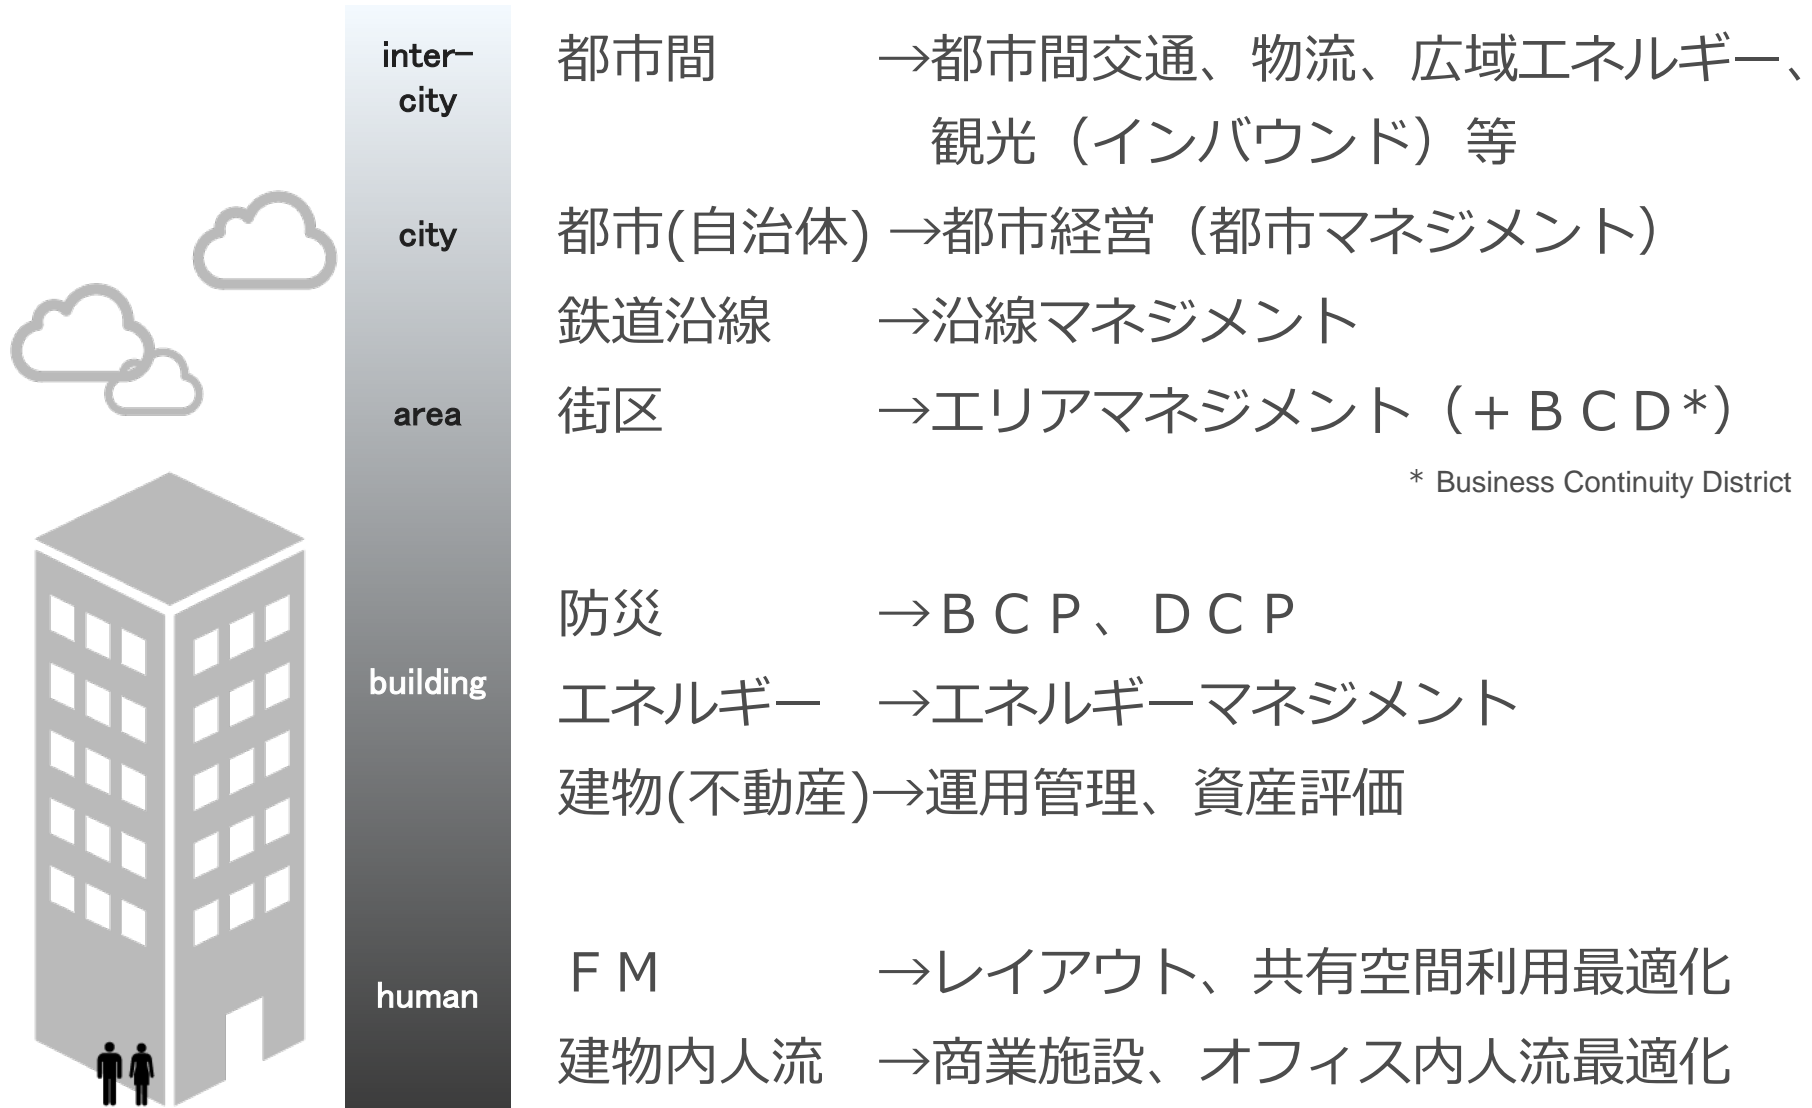 inter-
city
都市間 →都市間交通、物流、広域エネルギー、
観光（インバウンド）等
city
都市(自治体) →都市経営（都市マネジメント）
鉄道沿線 →沿線マネジメント
area
街区 →エリアマネジメント（＋ＢＣＤ*）
* Business Continuity District
防災 →ＢＣＰ、ＤＣＰ
building
エネルギー →エネルギーマネジメント
建物(不動産)→運用管理、資産評価
human
ＦＭ →レイアウト、共有空間利用最適化
建物内人流 →商業施設、オフィス内人流最適化